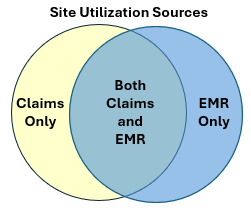 Site Utilization Sources
Claims
Only
Both
Claims
and
EMR
EMR
Only